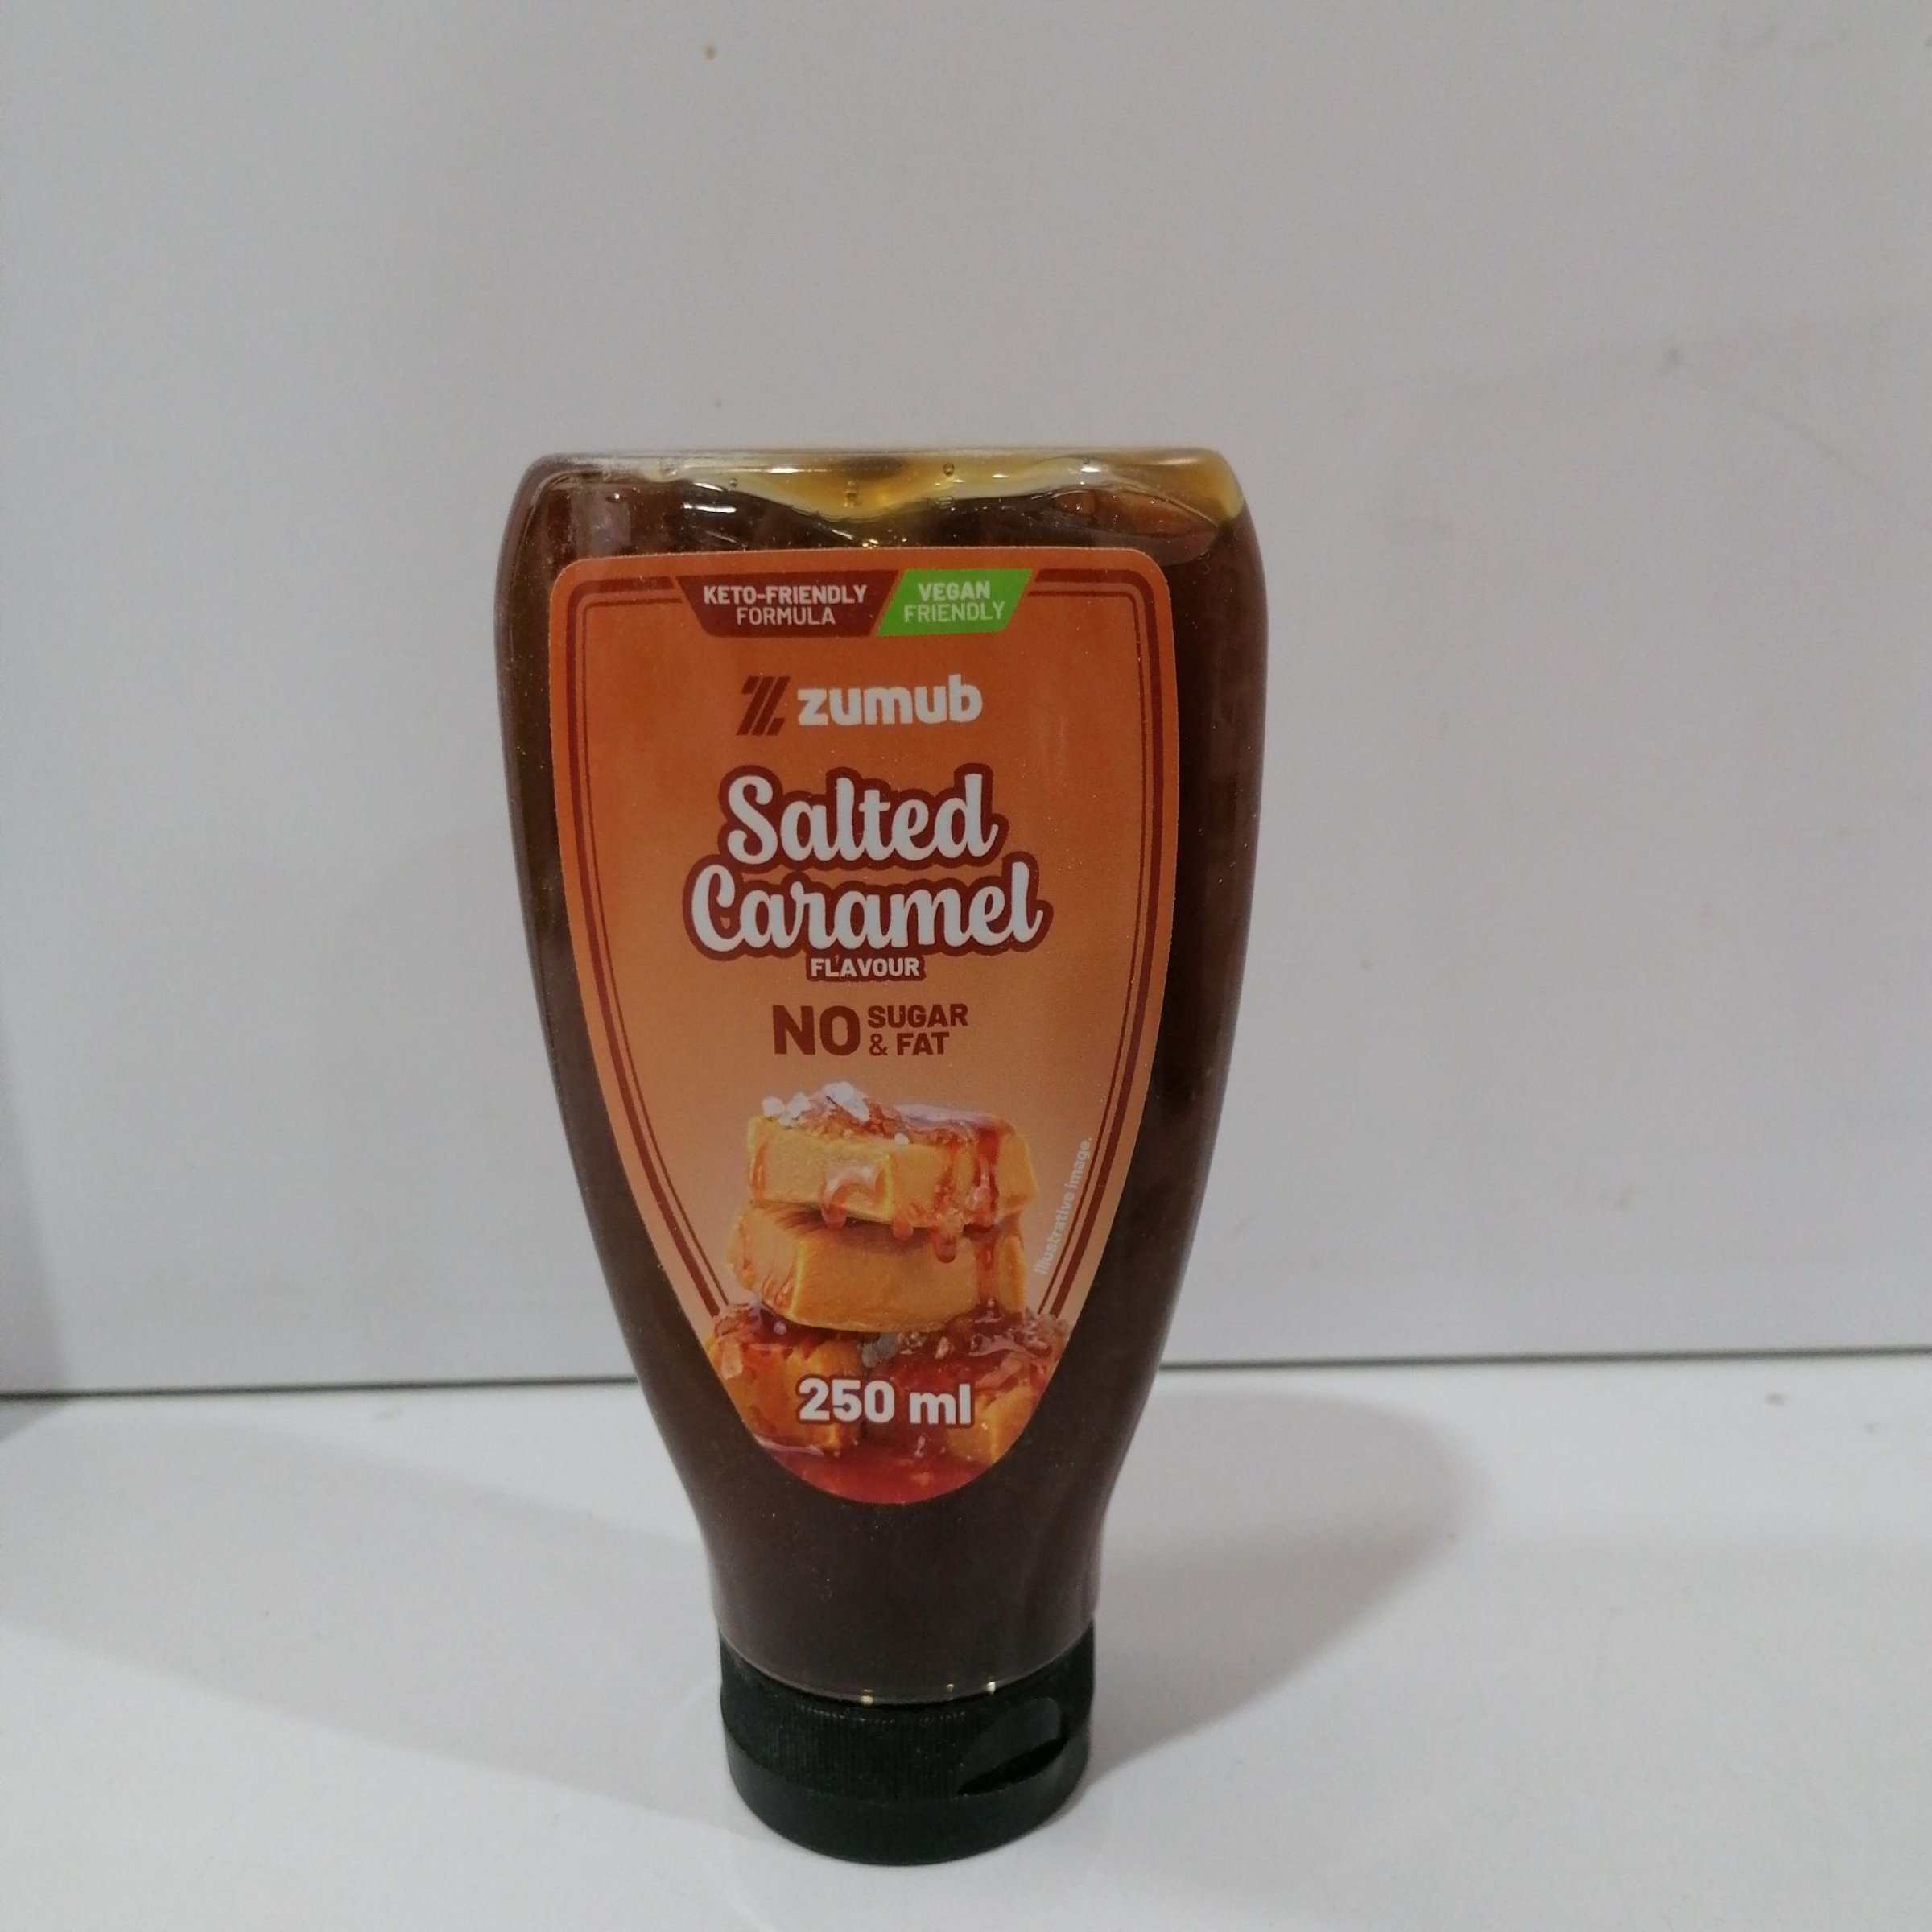 KETO-FRIENDLY
FORMULA
VEGAN
FRIENDLY
zumub
Salted
Caramel
FLAVOUR
NO SUGAR
& FAT
Illustrative image.
250 ml